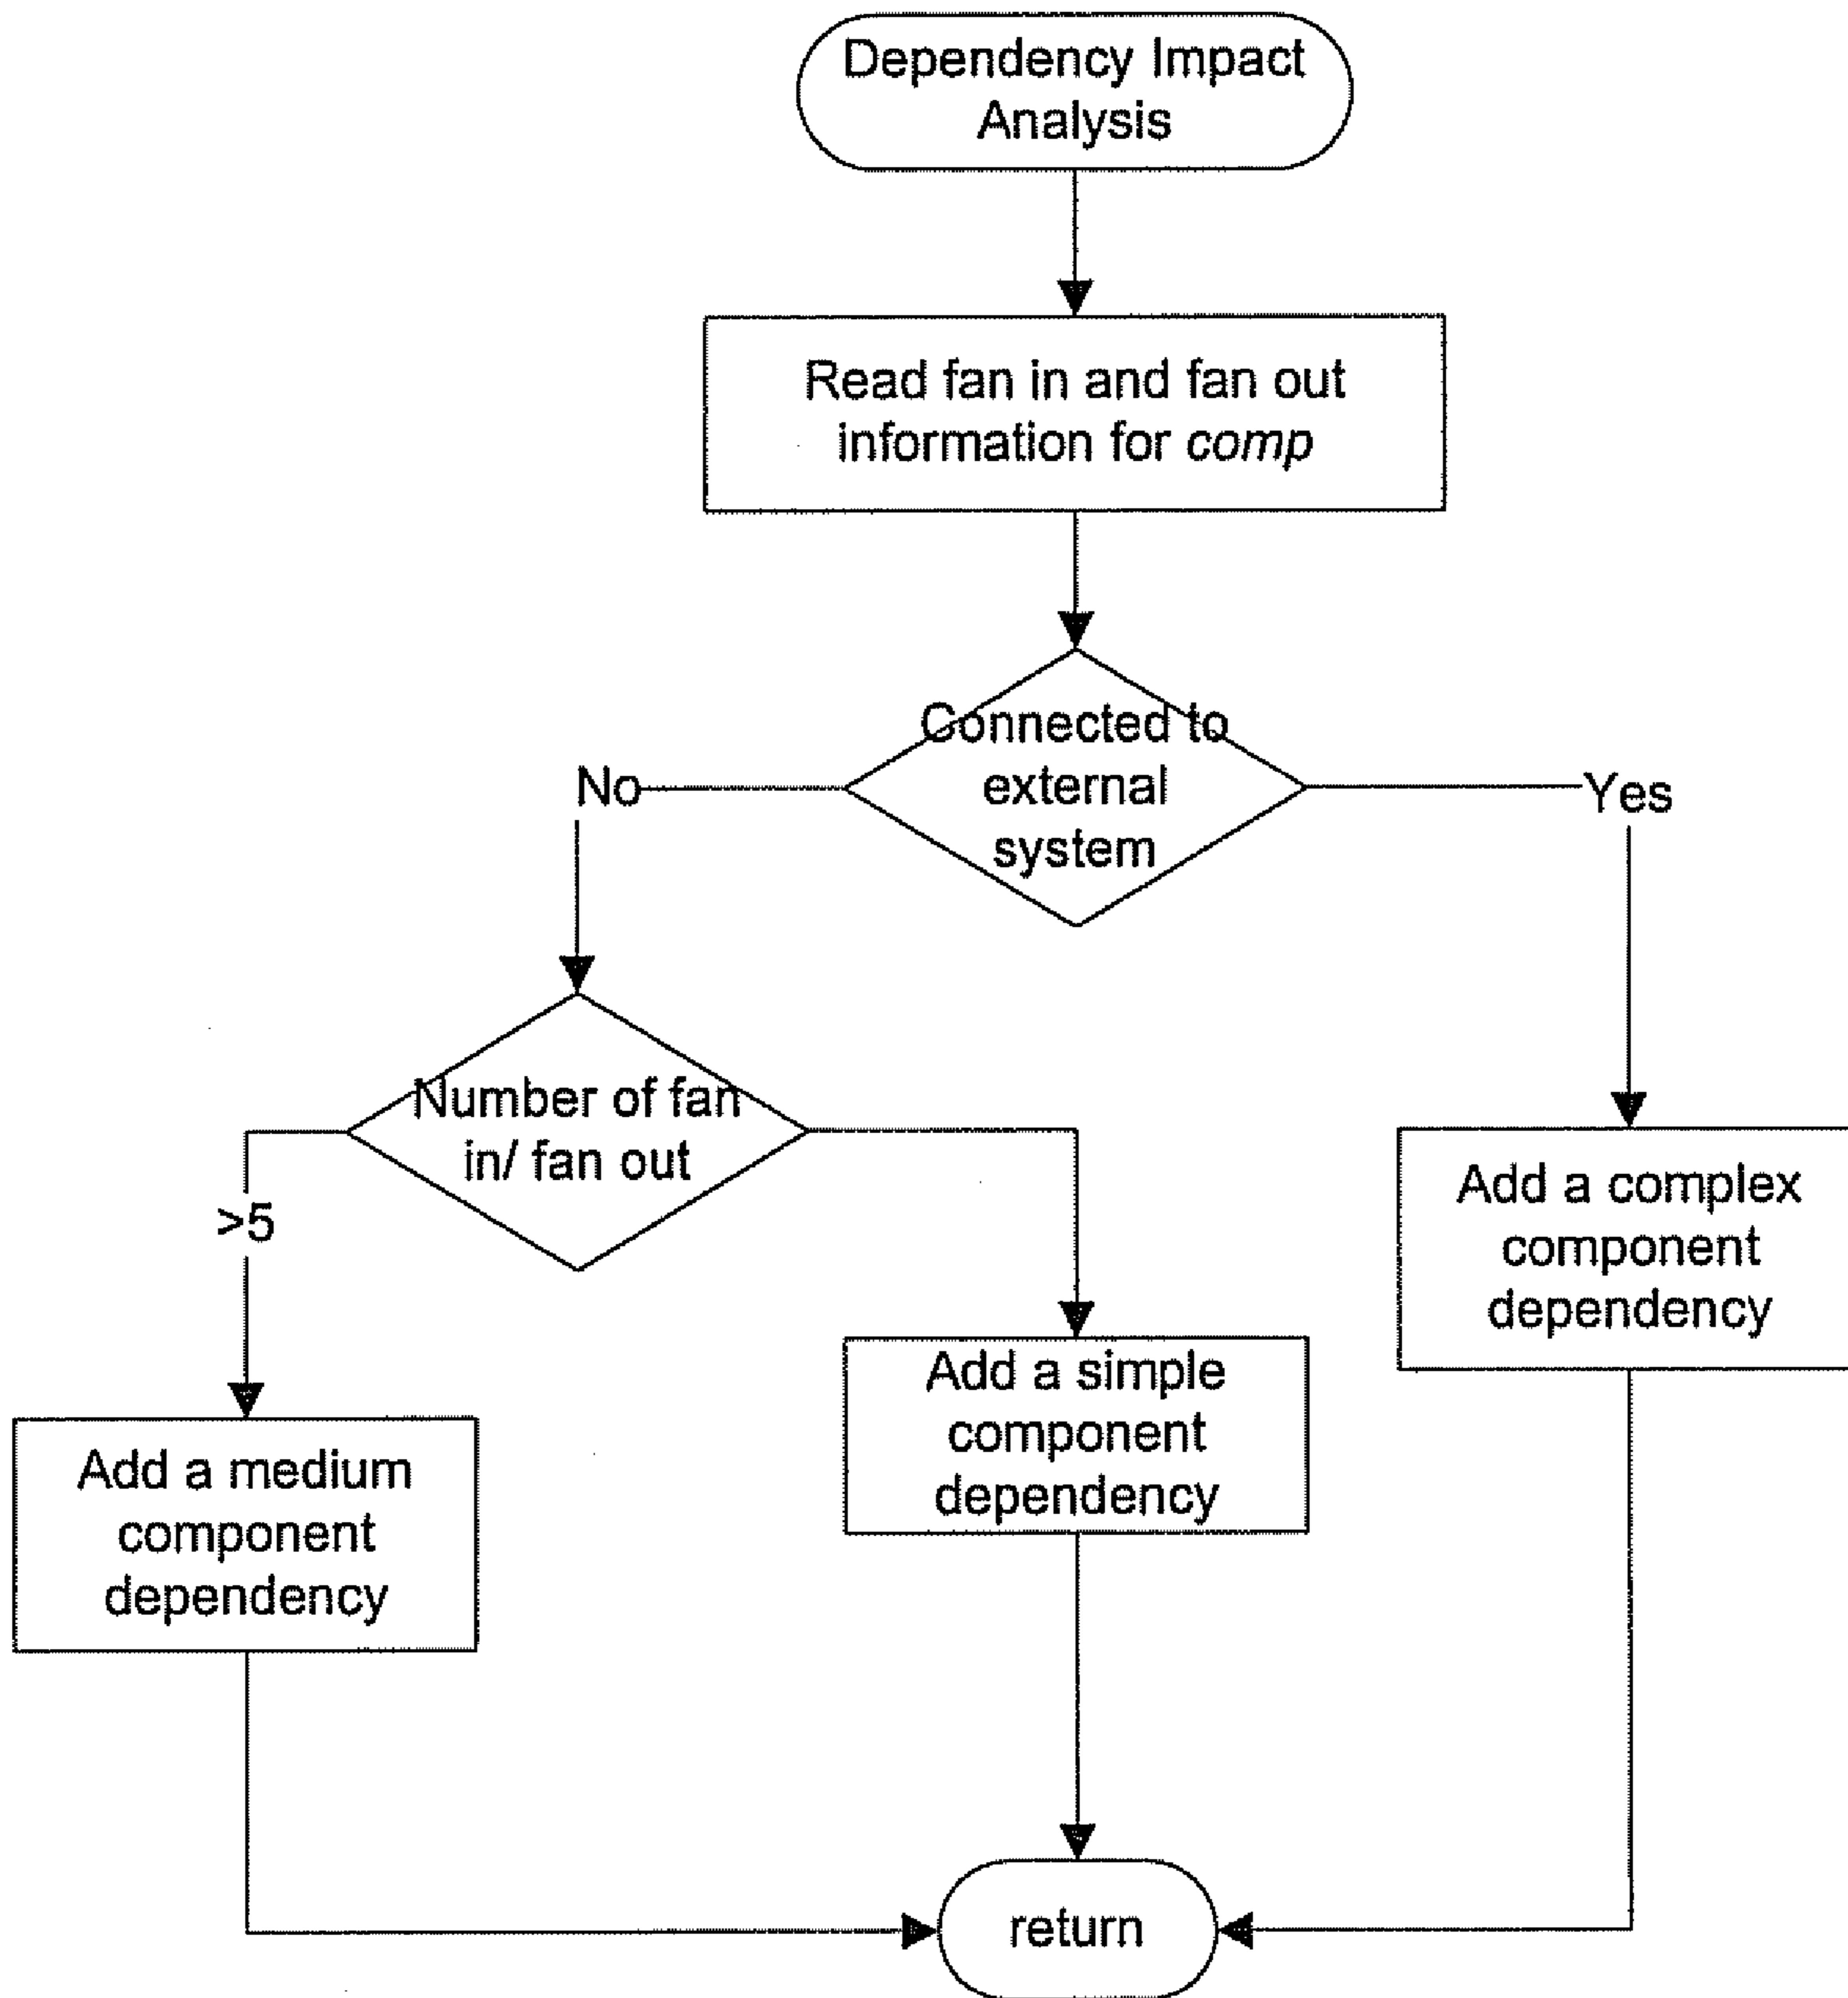 Dependency Impact
Analysis
Read fan in and fan out
information for comp
Connected to
external
system
No
Yes
Number of fan
in/ fan out
>5
Add a complex
component
dependency
Add a simple
component
dependency
Add a medium
component
dependency
return